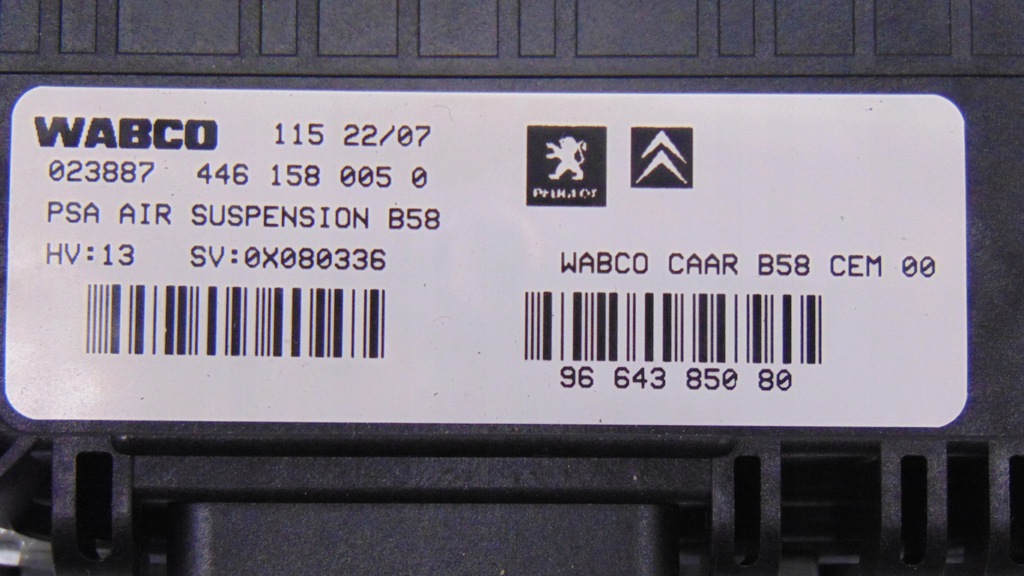 WABCO 115 22/07
023887 446 158 005 0
PSA AIR SUSPENSION B58
HV:13 SV:0X080336
PEUGEOT
WABCO CAAR B58 CEM 00
96 643 850 80